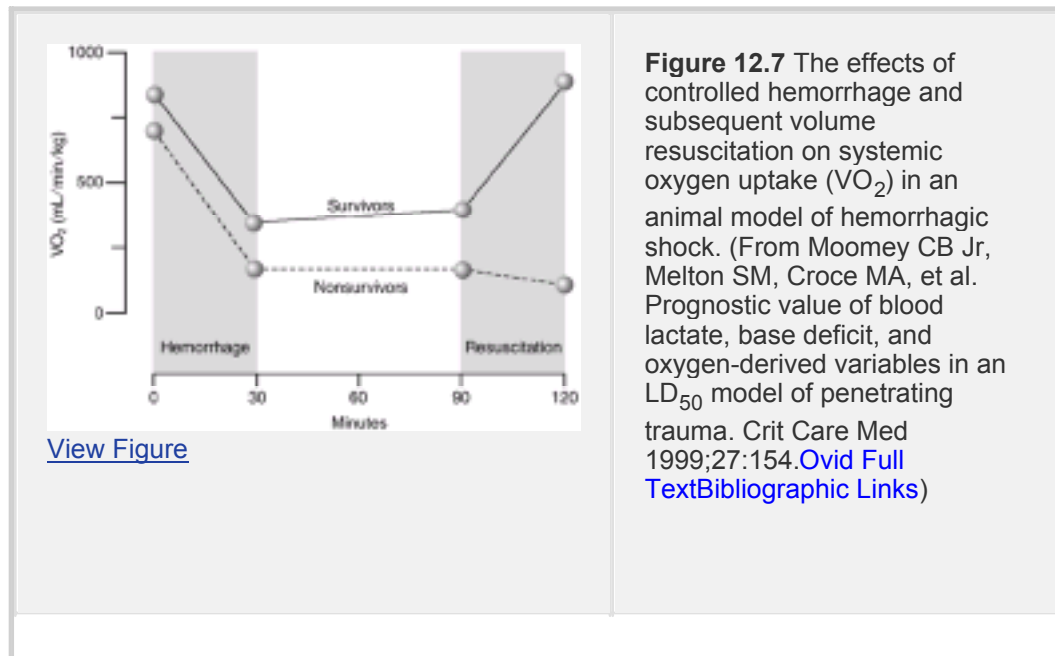 1000
500
0
VO2 (mL/min/kg)
Survivors
Nonsurvivors
Hemorrhage
Resuscitation
0 30 60 90 120
Minutes
View Figure
Figure 12.7 The effects of
controlled hemorrhage and
subsequent volume
resuscitation on systemic
oxygen uptake (VO2) in an
animal model of hemorrhagic
shock. (From Moomey CB Jr,
Melton SM, Croce MA, et al.
Prognostic value of blood
lactate, base deficit, and
oxygen-derived variables in an
LD50 model of penetrating
trauma. Crit Care Med
1999;27:154.Ovid Full
TextBibliographic Links)